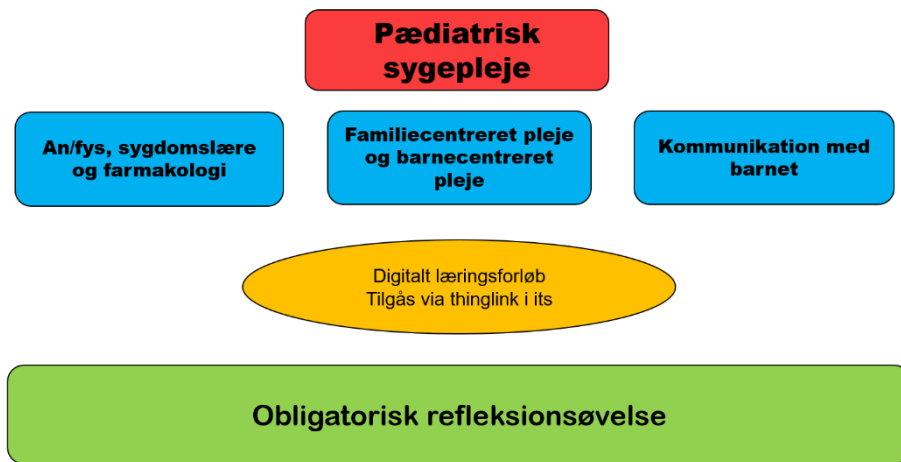 Pædiatrisk
sygepleje
An/fys, sygdomslære
og farmakologi
Familiecentreret pleje
og barnecentreret
pleje
Kommunikation med
barnet
Digitalt læringsforløb
Tilgås via thinglink i its
Obligatorisk refleksionsøvelse